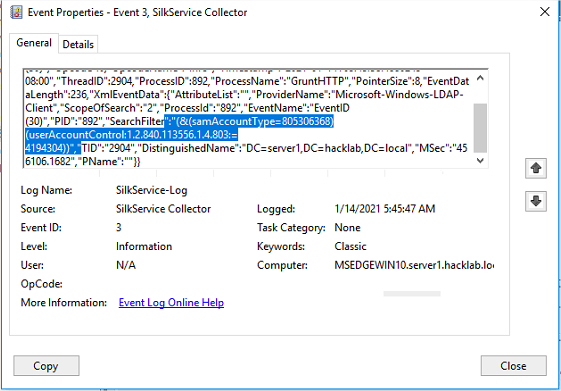 Event Properties - Event 3, SilkService Collector
General
Details
08:00","ThreadID":2904,"ProcessID":892,"ProcessName":"GruntHTTP","PointerSize":8,"EventDat
aLength":236,"XmlEventData":{"AttributeList":"","ProviderName":"Microsoft-Windows-LDAP-
Client","ScopeOfSearch":"2","ProcessId":"892","EventName":"EventID
(30)","PID":"892","SearchFilter":"(&(samAccountType=805306368)
(userAccountControl:1.2.840.113556.1.4.803:=
4194304))","TID":"2904","DistinguishedName":"DC=server1,DC=hacklab,DC=local","MSec":"45
6106.1682","PName":""}}
Log Name: SilkService-Log
Source: SilkService Collector Logged: 1/14/2021 5:45:47 AM
Event ID: 3 Task Category: None
Level: Information Keywords: Classic
User: N/A Computer: MSEDGEWIN10.server1.hacklab.lo
OpCode:
More Information: Event Log Online Help
Copy
Close